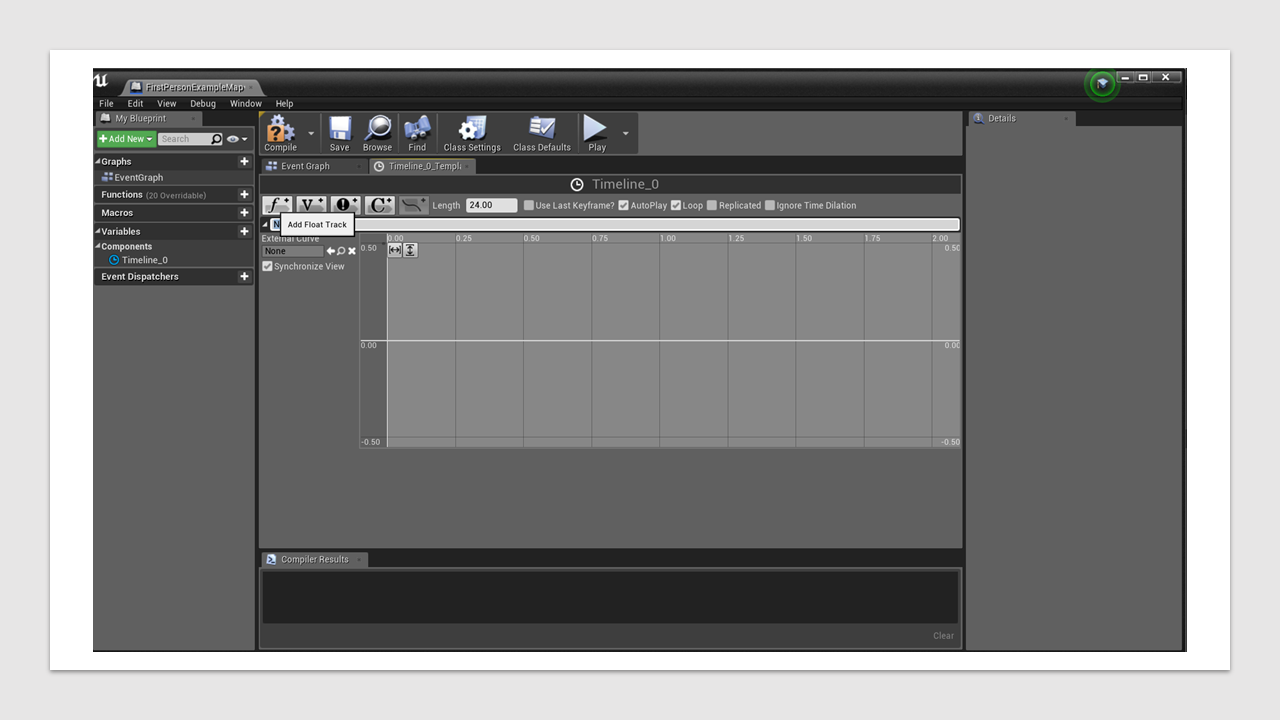 FirstPersonExampleMap
File Edit View Debug Window Help
My Blueprint
Add New Search
Graphs
EventGraph
Functions (20 Overridable)
Macros
Variables
Components
Timeline_0
Event Dispatchers
Compile Save Browse Find Class Settings Class Defaults Play
Event Graph Timeline_0_Templa
Timeline_0
f V C Length 24.00 Use Last Keyframe? AutoPlay Loop Replicated Ignore Time Dilation
N Add Float Track
External Curve
None
Synchronize View
0.00 0.25 0.50 0.75 1.00 1.25 1.50 1.75 2.00
0.50 0.50
0.00 0.00
-0.50 -0.50
Compiler Results
Clear
Details